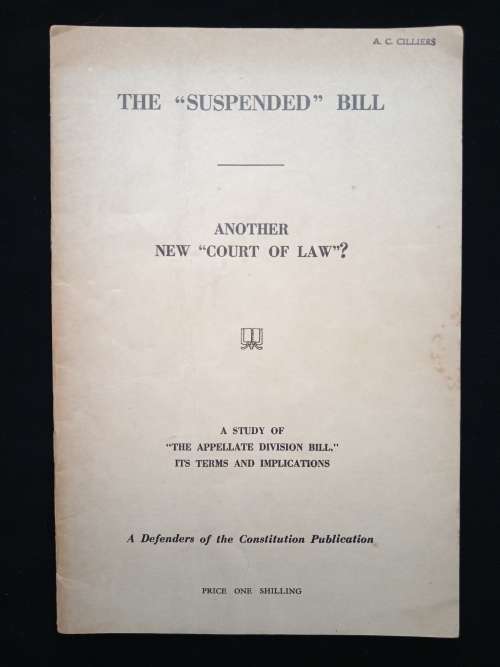 A. C. CILLIERS
THE “SUSPENDED” BILL
ANOTHER
NEW “COURT OF LAW”?
A STUDY OF
“THE APPELLATE DIVISION BILL.”
ITS TERMS AND IMPLICATIONS
A Defenders of the Constitution Publication
PRICE ONE SHILLING